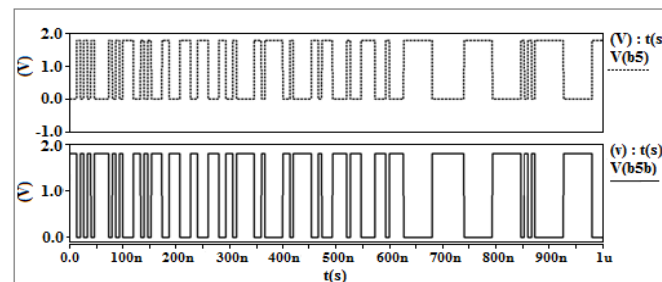 2.0
(V) : t(s
V(b5)
(V)
1.0
0.0
-1.0
2.0
(v) : t(s)
V(b5b)
(V)
1.0
0.0
0.0 100n 200n 300n 400n 500n 600n 700n 800n 900n 1u
t(s)